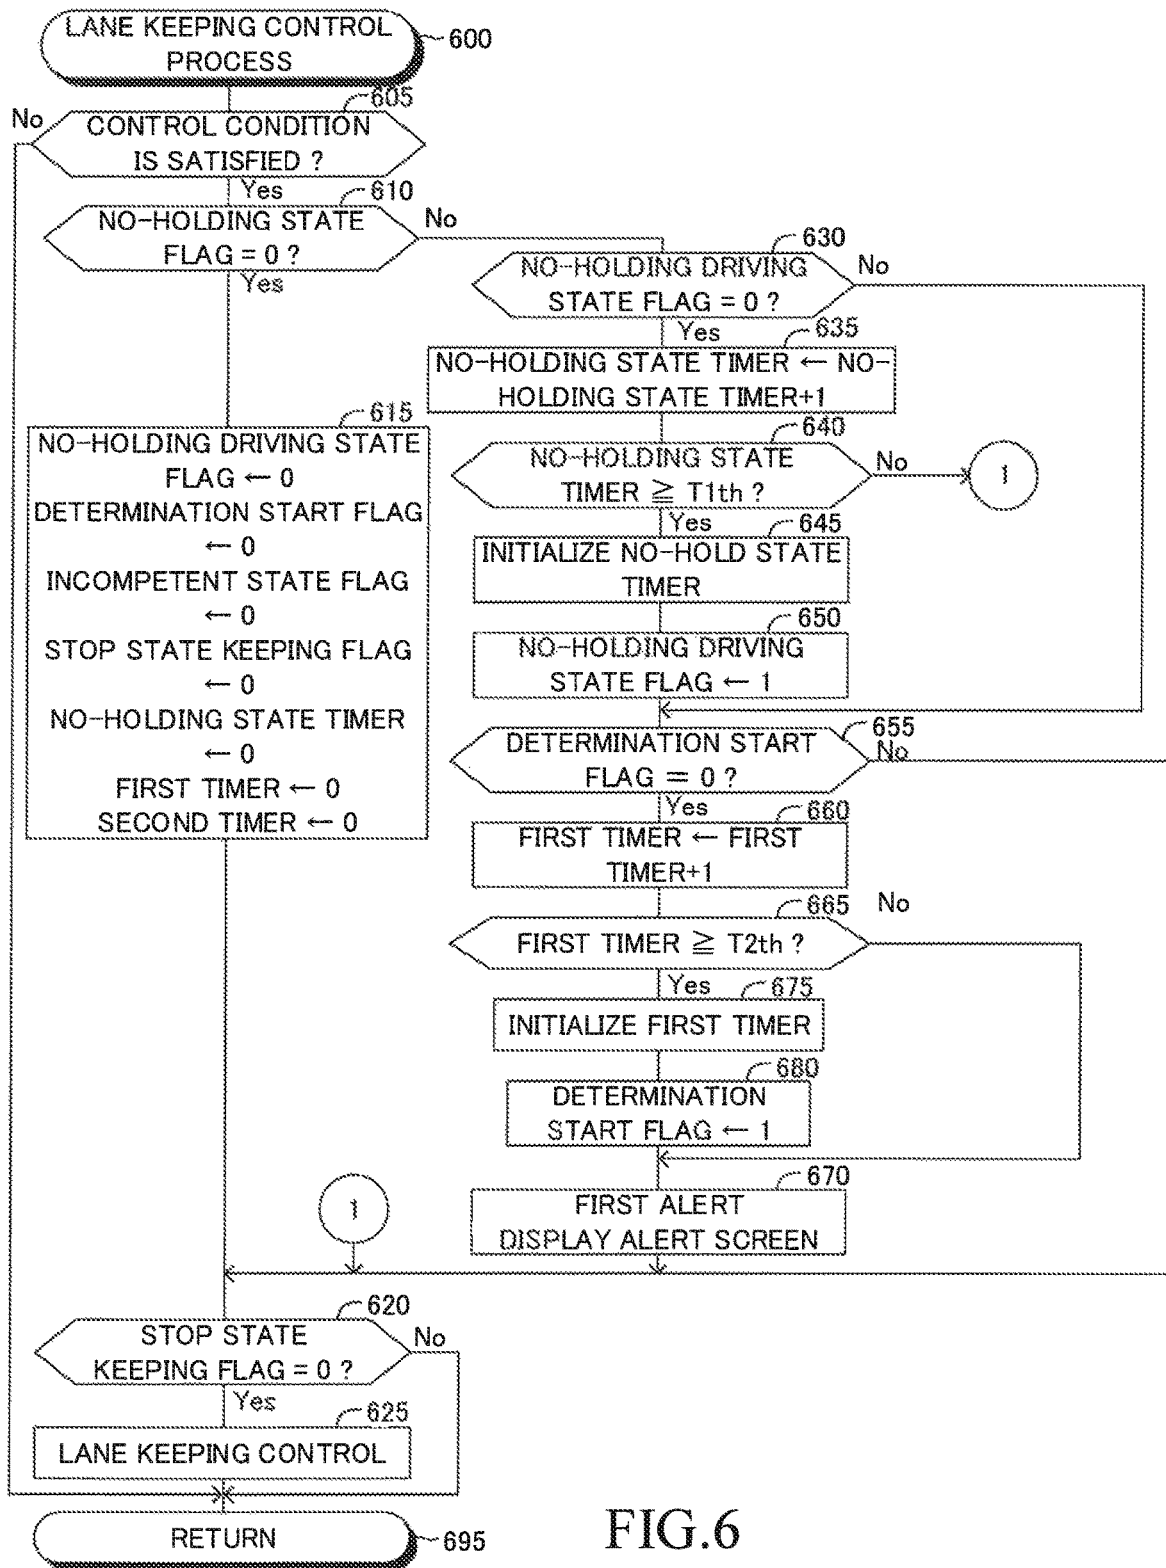 LANE KEEPING CONTROL
PROCESS
600
605
No
CONTROL CONDITION
IS SATISFIED ?
Yes
610
NO-HOLDING STATE
FLAG = 0 ?
No
Yes
630
NO-HOLDING DRIVING
STATE FLAG = 0 ?
No
Yes
635
NO-HOLDING STATE TIMER ← NO-
HOLDING STATE TIMER+1
615
NO-HOLDING DRIVING STATE
FLAG ← 0
DETERMINATION START FLAG
← 0
INCOMPETENT STATE FLAG
← 0
STOP STATE KEEPING FLAG
← 0
NO-HOLDING STATE TIMER
← 0
FIRST TIMER ← 0
SECOND TIMER ← 0
640
NO-HOLDING STATE
TIMER ≧ T1th ?
No
1
Yes
645
INITIALIZE NO-HOLD STATE
TIMER
650
NO-HOLDING DRIVING
STATE FLAG ← 1
655
DETERMINATION START
FLAG = 0 ?
No
Yes
660
FIRST TIMER ← FIRST
TIMER+1
665
No
FIRST TIMER ≧ T2th ?
Yes
675
INITIALIZE FIRST TIMER
680
DETERMINATION
START FLAG ← 1
670
FIRST ALERT
DISPLAY ALERT SCREEN
1
620
STOP STATE
KEEPING FLAG = 0 ?
No
Yes
625
LANE KEEPING CONTROL
RETURN
695
FIG.6